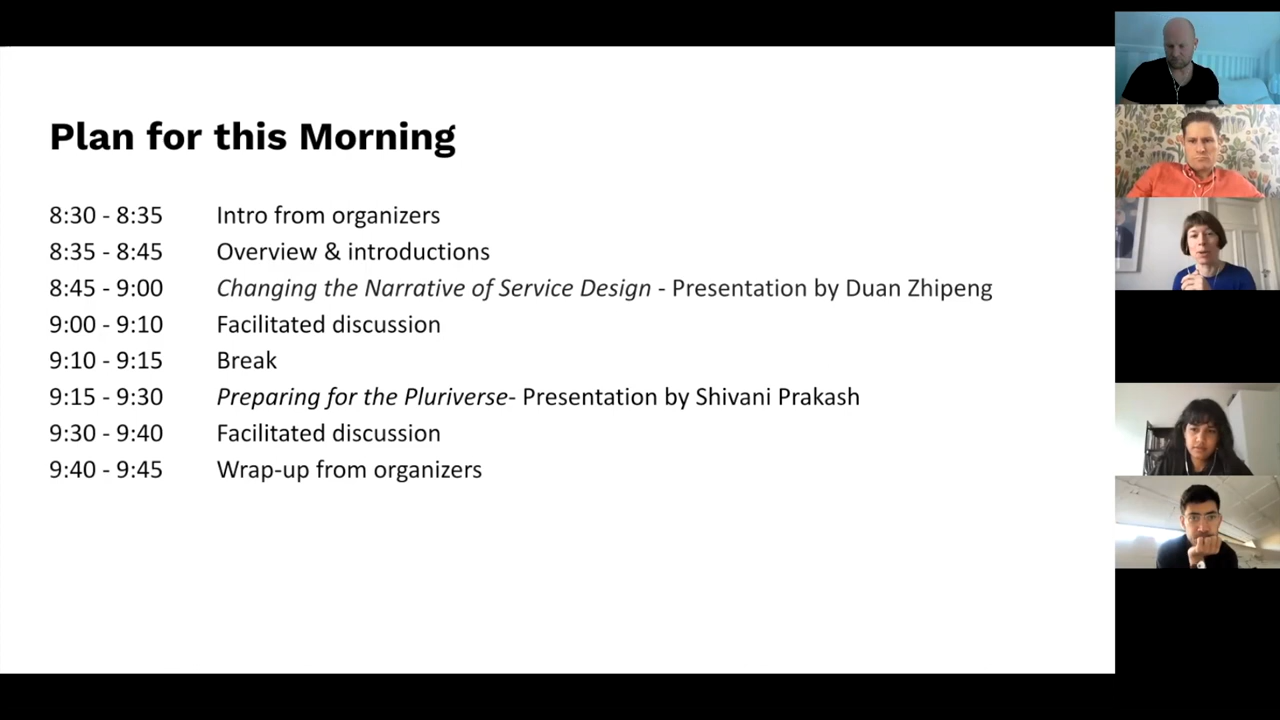 Plan for this Morning
8:30 - 8:35 Intro from organizers
8:35 - 8:45 Overview & introductions
8:45 - 9:00 Changing the Narrative of Service Design - Presentation by Duan Zhipeng
9:00 - 9:10 Facilitated discussion
9:10 - 9:15 Break
9:15 - 9:30 Preparing for the Pluriverse- Presentation by Shivani Prakash
9:30 - 9:40 Facilitated discussion
9:40 - 9:45 Wrap-up from organizers